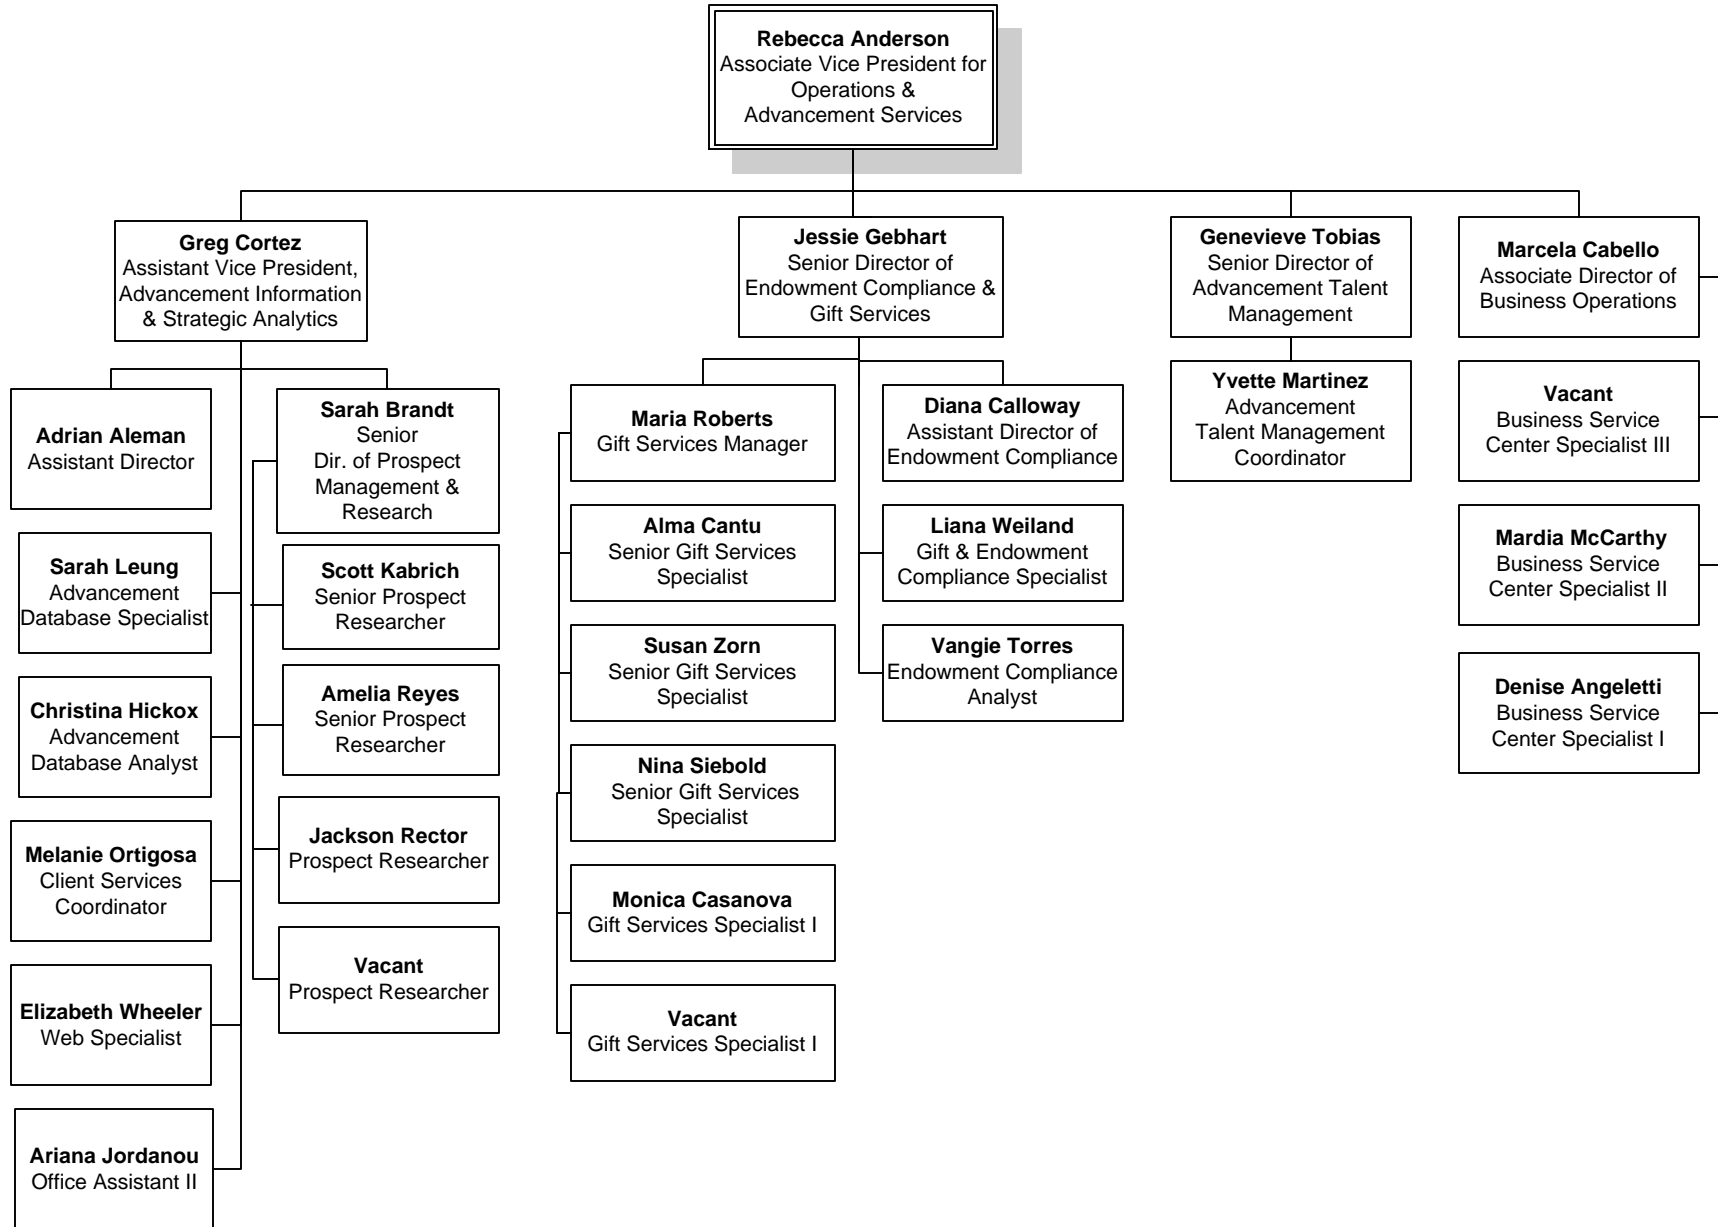 Rebecca Anderson
Associate Vice President for
Operations &
Advancement Services
Greg Cortez
Assistant Vice President,
Advancement Information
& Strategic Analytics
Jessie Gebhart
Senior Director of
Endowment Compliance &
Gift Services
Genevieve Tobias
Senior Director of
Advancement Talent
Management
Marcela Cabello
Associate Director of
Business Operations
Adrian Aleman
Assistant Director
Sarah Leung
Advancement
Database Specialist
Christina Hickox
Advancement
Database Analyst
Melanie Ortigosa
Client Services
Coordinator
Elizabeth Wheeler
Web Specialist
Ariana Jordanou
Office Assistant II
Sarah Brandt
Senior
Dir. of Prospect
Management &
Research
Scott Kabrich
Senior Prospect
Researcher
Amelia Reyes
Senior Prospect
Researcher
Jackson Rector
Prospect Researcher
Vacant
Prospect Researcher
Maria Roberts
Gift Services Manager
Alma Cantu
Senior Gift Services
Specialist
Susan Zorn
Senior Gift Services
Specialist
Nina Siebold
Senior Gift Services
Specialist
Monica Casanova
Gift Services Specialist I
Vacant
Gift Services Specialist I
Diana Calloway
Assistant Director of
Endowment Compliance
Liana Weiland
Gift & Endowment
Compliance Specialist
Vangie Torres
Endowment Compliance
Analyst
Yvette Martinez
Advancement
Talent Management
Coordinator
Vacant
Business Service
Center Specialist III
Mardia McCarthy
Business Service
Center Specialist II
Denise Angeletti
Business Service
Center Specialist I